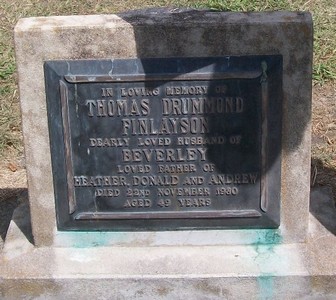 IN LOVING MEMORY OF
THOMAS DRUMMOND
FINLAYSON
DEARLY LOVED HUSBAND OF
BEVERLEY
LOVED FATHER OF
HEATHER, DONALD AND ANDREW
DIED 22ND NOVEMBER 1980
AGED 49 YEARS